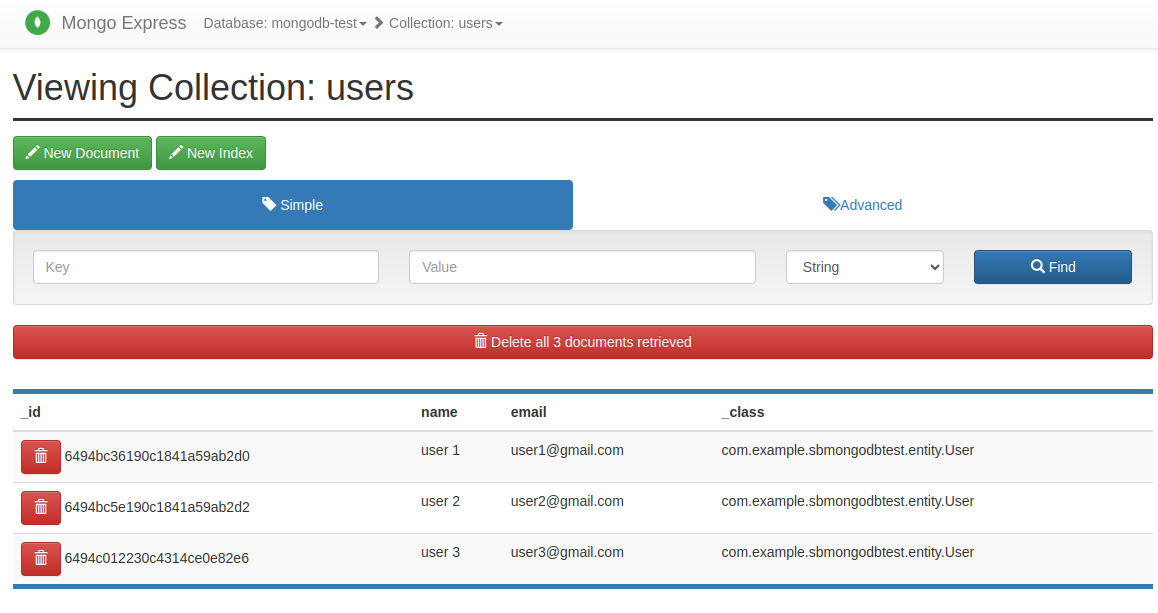 Mongo Express Database: mongodb-test Collection: users
Viewing Collection: users
New Document New Index
Simple Advanced
Key Value String Find
Delete all 3 documents retrieved
_id name email _class
6494bc36190c1841a59ab2d0 user 1 user1@gmail.com com.example.sbmongodbtest.entity.User
6494bc5e190c1841a59ab2d2 user 2 user2@gmail.com com.example.sbmongodbtest.entity.User
6494c012230c4314ce0e82e6 user 3 user3@gmail.com com.example.sbmongodbtest.entity.User